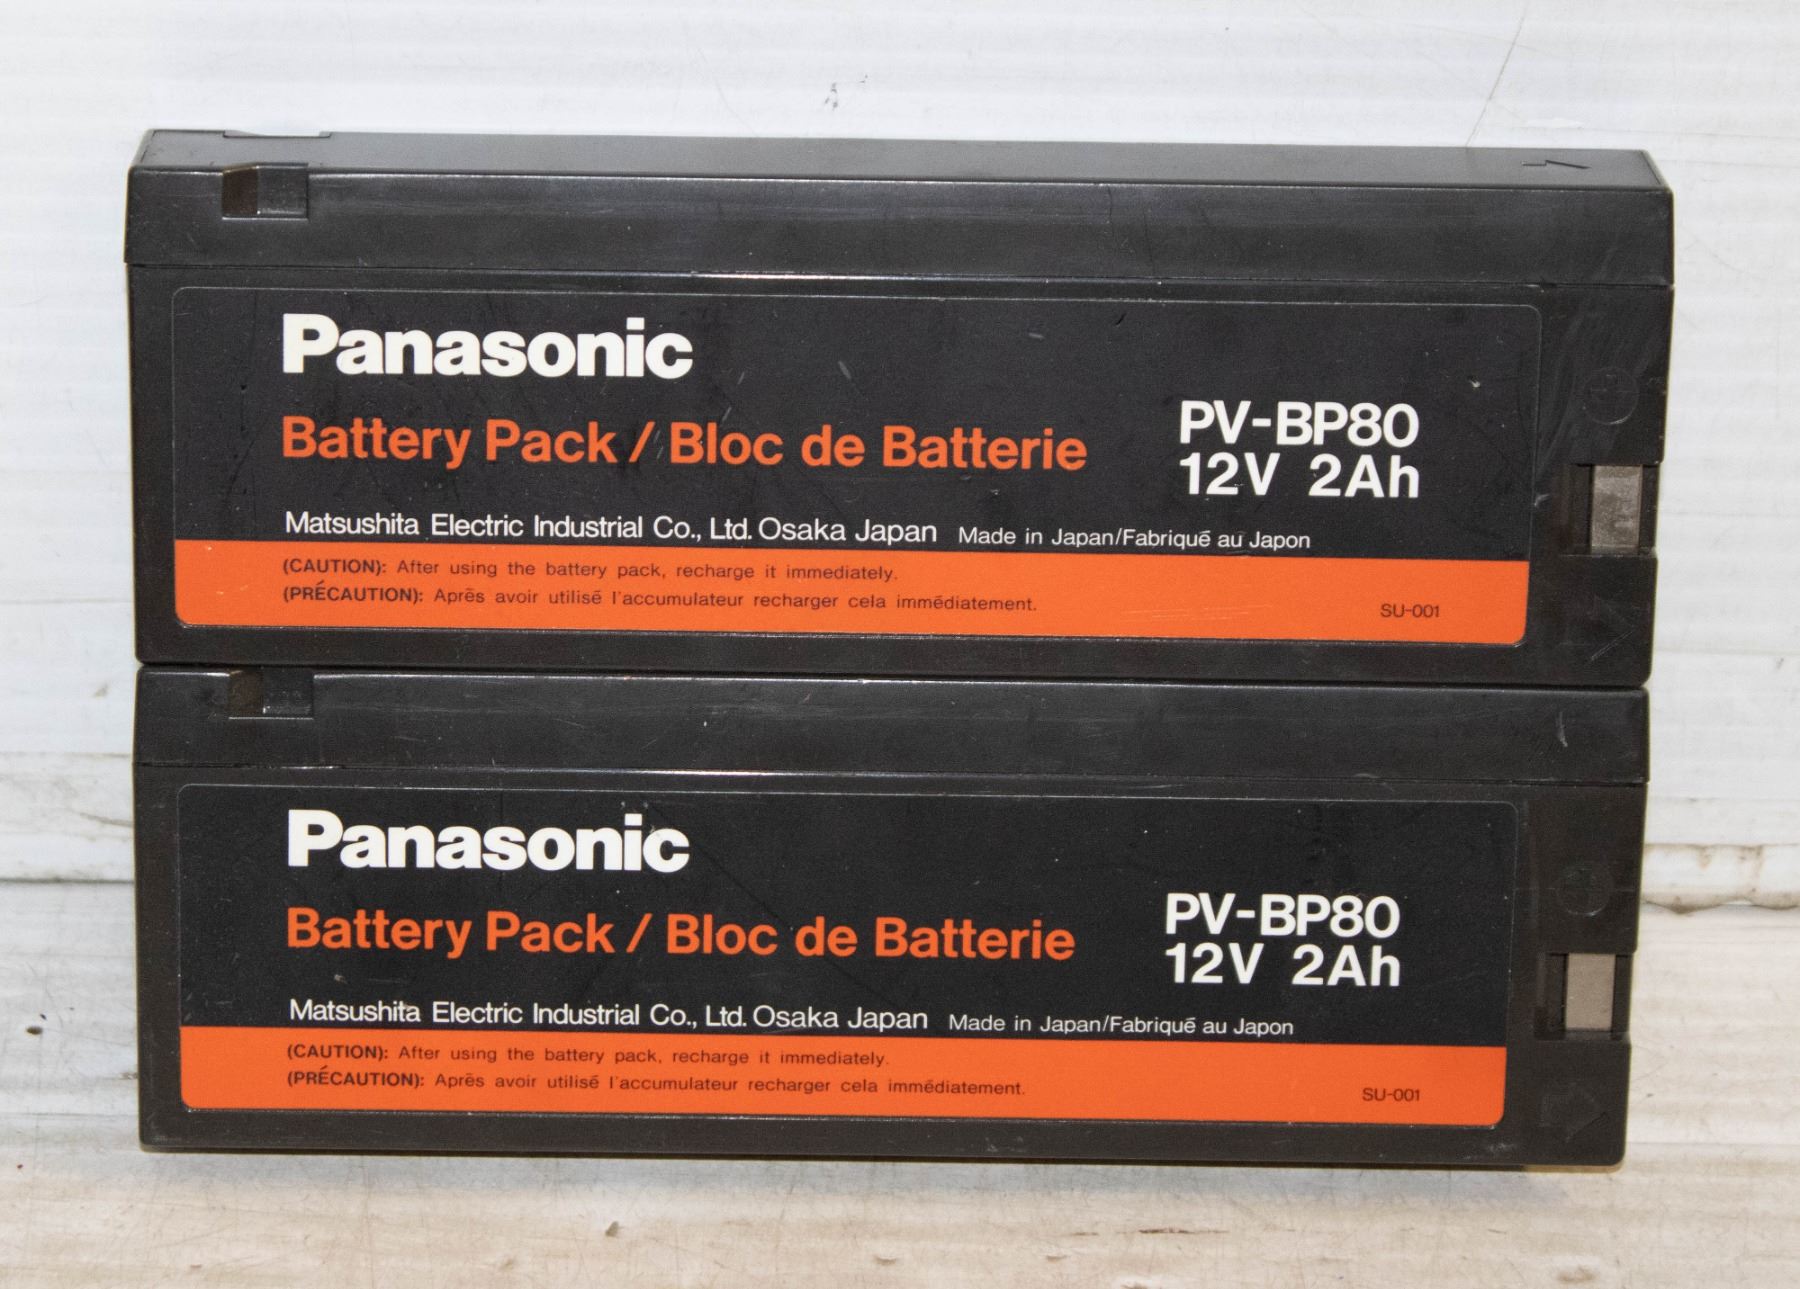 Panasonic
Battery Pack / Bloc de Batterie
PV-BP80
12V 2Ah
Matsushita Electric Industrial Co., Ltd. Osaka Japan Made in Japan/Fabriqué au Japon
(CAUTION): After using the battery pack, recharge it immediately.
(PRÉCAUTION): Après avoir utilisé l'accumulateur recharger cela immédiatement.
SU-001
Panasonic
Battery Pack / Bloc de Batterie
PV-BP80
12V 2Ah
Matsushita Electric Industrial Co., Ltd. Osaka Japan Made in Japan/Fabriqué au Japon
(CAUTION): After using the battery pack, recharge it immediately.
(PRÉCAUTION): Après avoir utilisé l'accumulateur recharger cela immédiatement.
SU-001